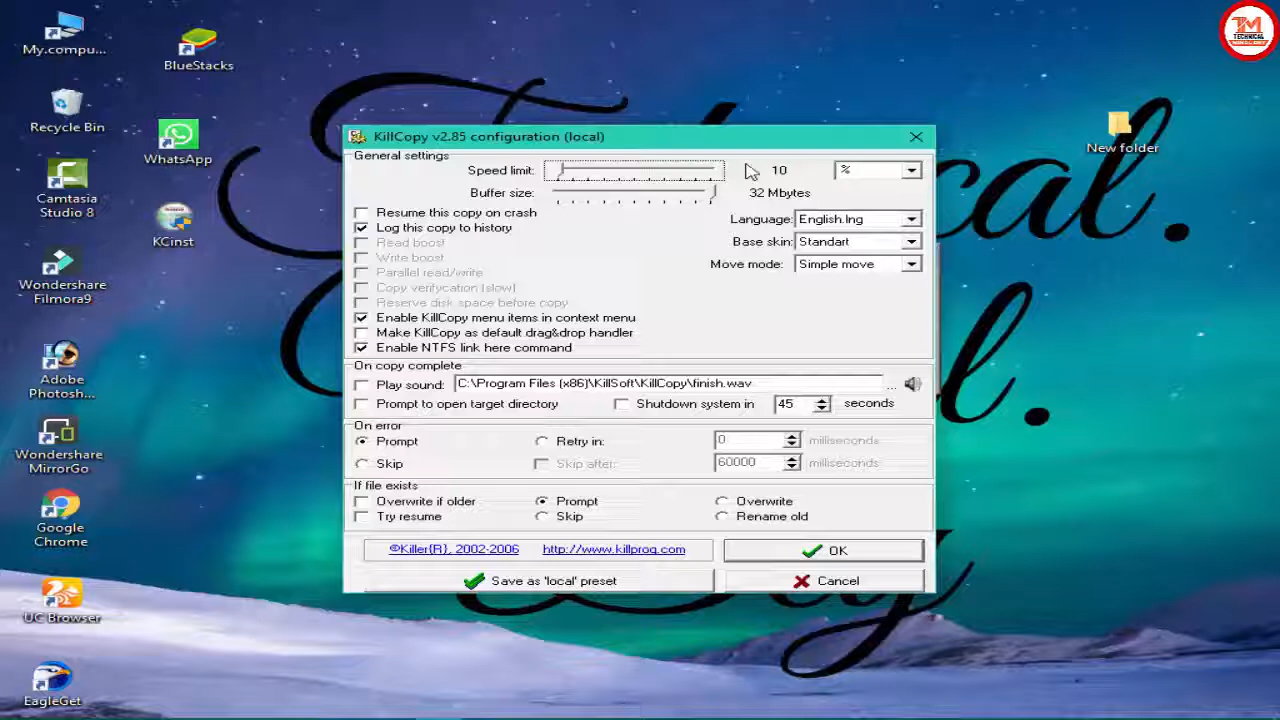 My.compu...
BlueStacks
Recycle Bin
WhatsApp
Camtasia
Studio 8
KCinst
Wondershare
Filmora9
Adobe
Photosh...
Wondershare
MirrorGo
Google
Chrome
UC Browser
EagleGet
New folder
TM
TECHNICAL
KillCopy v2.85 configuration (local)
General settings
Speed limit: 10 %
Buffer size: 32 Mbytes
Resume this copy on crash
Log this copy to history
Read boost
Write boost
Parallel read/write
Copy verifycation (slow)
Reserve disk space before copy
Enable KillCopy menu items in context menu
Make KillCopy as default drag&drop handler
Enable NTFS link here command
Language: English.lng
Base skin: Standart
Move mode: Simple move
On copy complete
Play sound: C:\Program Files (x86)\KillSoft\KillCopy\finish.wav ...
Prompt to open target directory Shutdown system in 45 seconds
On error
Prompt Retry in: 0 milliseconds
Skip Skip after: 60000 milliseconds
If file exists
Overwrite if older Prompt Overwrite
Try resume Skip Rename old
©Killer{R}, 2002-2006 http://www.killprog.com OK
Save as 'local' preset Cancel